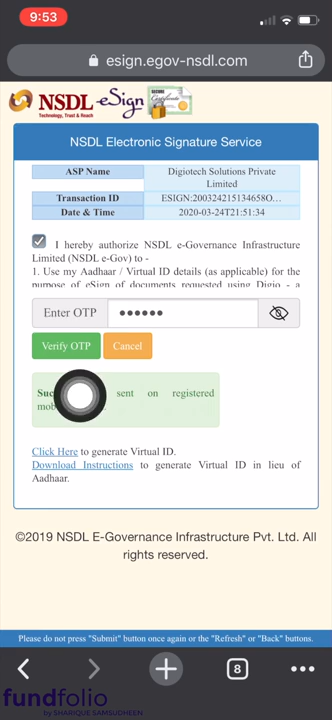 9:53
esign.egov-nsdl.com
NSDL eSign
Technology, Trust & Reach
NSDL Electronic Signature Service
ASP Name Digiotech Solutions Private Limited
Transaction ID ESIGN:200324215134658O...
Date & Time 2020-03-24T21:51:34
I hereby authorize NSDL e-Governance Infrastructure
Limited (NSDL e-Gov) to -
1. Use my Aadhaar / Virtual ID details (as applicable) for the
purpose of eSign of documents requested using Digio - a
Enter OTP ••••••
Verify OTP Cancel
sent on registered
Click Here to generate Virtual ID.
Download Instructions to generate Virtual ID in lieu of
Aadhaar.
©2019 NSDL E-Governance Infrastructure Pvt. Ltd. All
rights reserved.
Please do not press "Submit" button once again or the "Refresh" or "Back" buttons.
8
fundfolio
by SHARIQUE SAMSUDHEEN